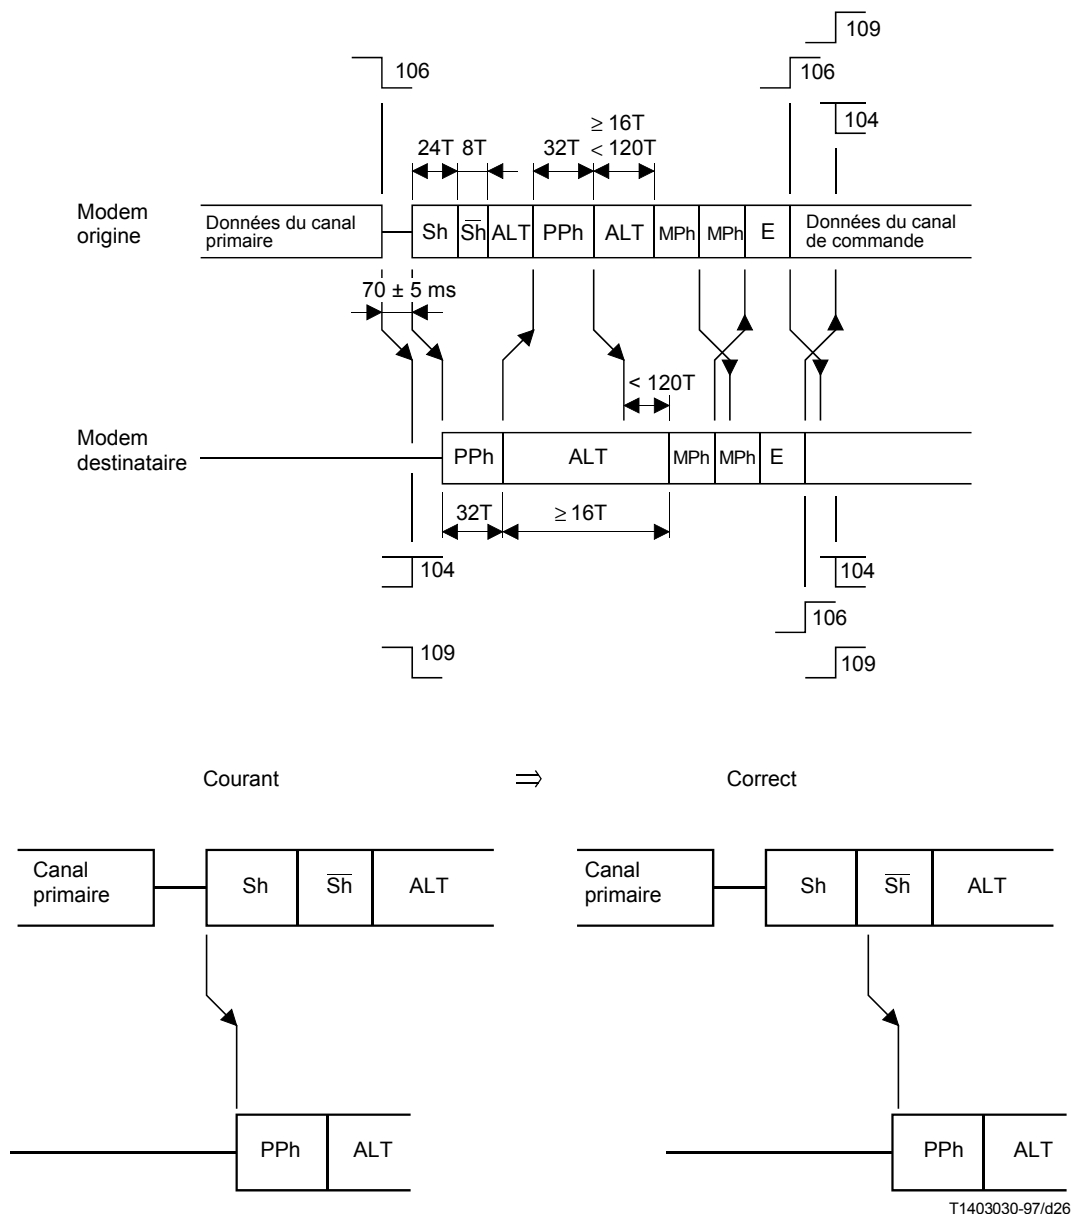 109
106
106
104
≥ 16T
24T 8T 32T < 120T
Modem
origine
Données du canal
primaire
Sh S̅h̅ ALT PPh ALT MPh MPh E
Données du canal
de commande
70 ± 5 ms
< 120T
Modem
destinataire
PPh ALT MPh MPh E
32T ≥ 16T
104
104
106
109
109
Courant ⇒ Correct
Canal
primaire
Sh S̅h̅ ALT
Canal
primaire
Sh S̅h̅ ALT
PPh ALT
PPh ALT
T1403030-97/d26